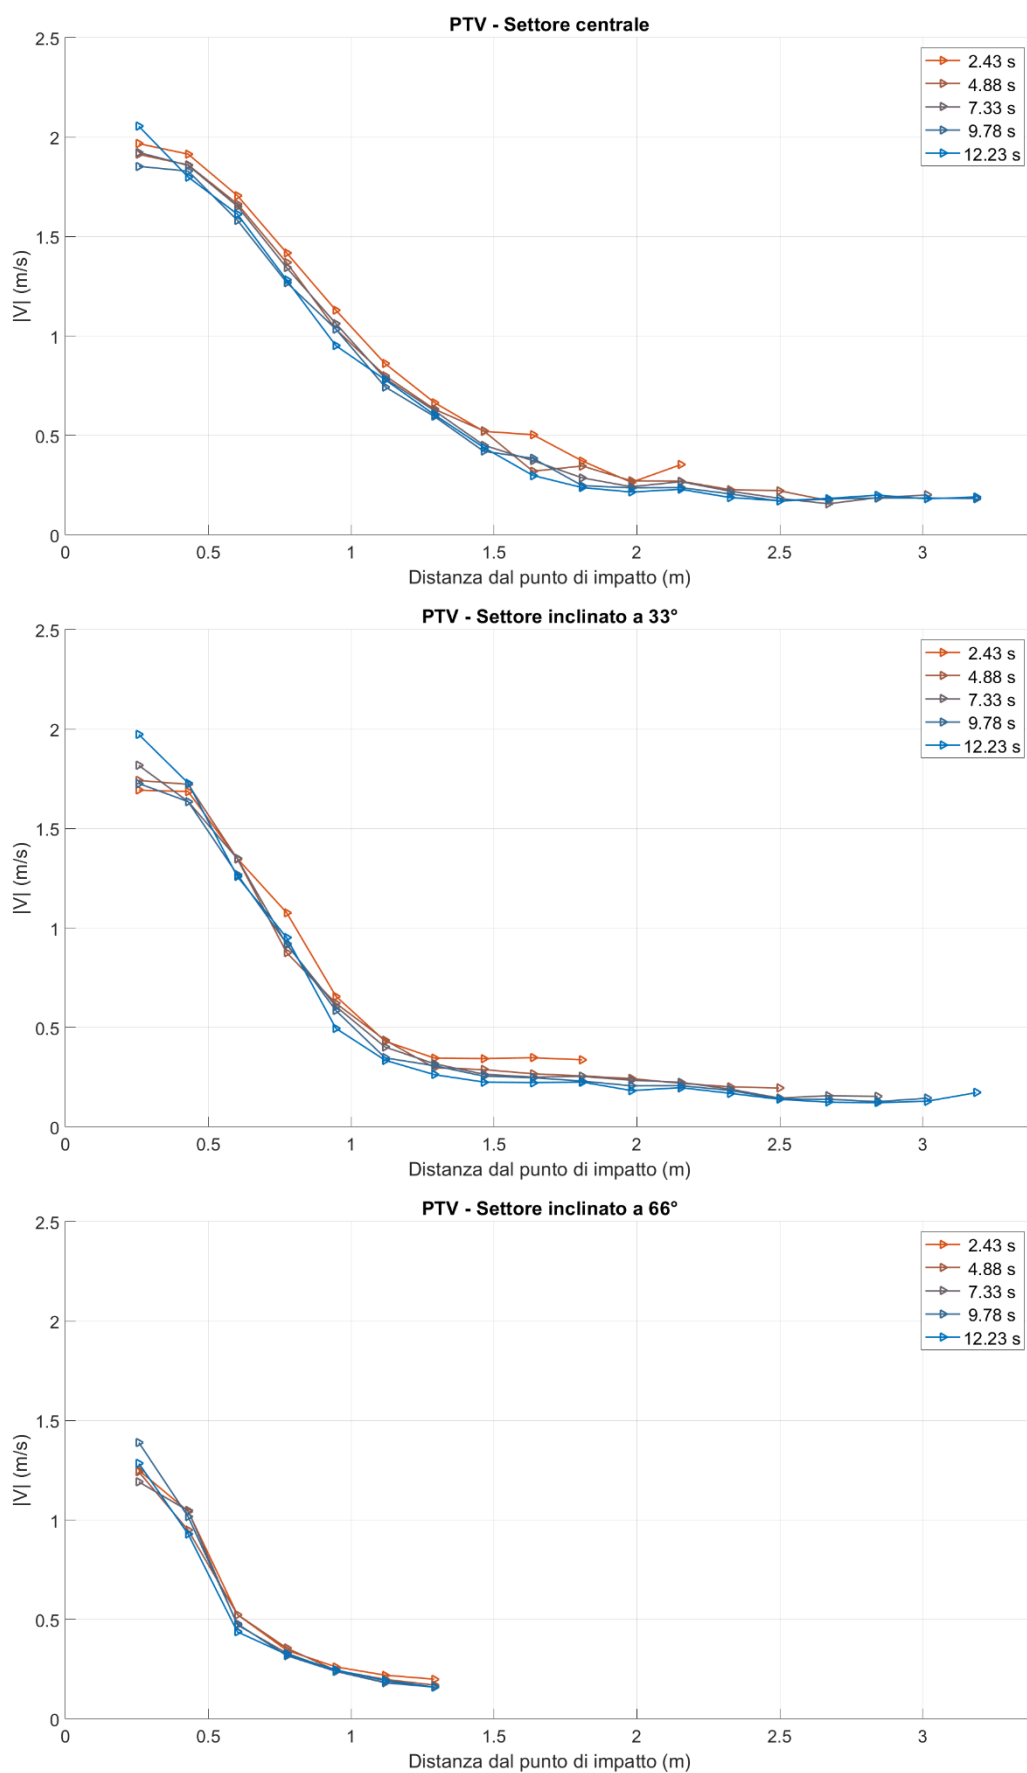 PTV - Settore centrale
2.5
2
1.5
1
0.5
0
|V| (m/s)
2.43 s
4.88 s
7.33 s
9.78 s
12.23 s
0 0.5 1 1.5 2 2.5 3
Distanza dal punto di impatto (m)
PTV - Settore inclinato a 33°
2.5
2
1.5
1
0.5
0
|V| (m/s)
2.43 s
4.88 s
7.33 s
9.78 s
12.23 s
0 0.5 1 1.5 2 2.5 3
Distanza dal punto di impatto (m)
PTV - Settore inclinato a 66°
2.5
2
1.5
1
0.5
0
|V| (m/s)
2.43 s
4.88 s
7.33 s
9.78 s
12.23 s
0 0.5 1 1.5 2 2.5 3
Distanza dal punto di impatto (m)